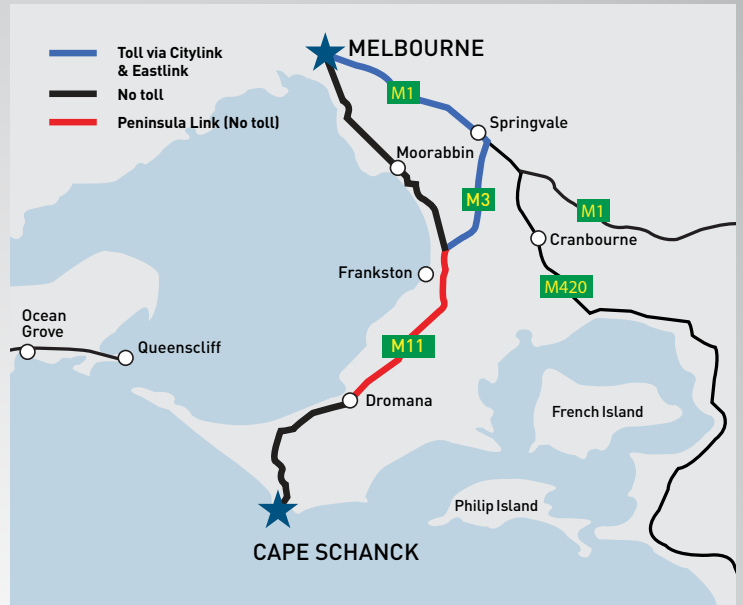 MELBOURNE
Toll via Citylink
& Eastlink
No toll
Peninsula Link (No toll)
M1
Springvale
Moorabbin
M3
M1
Cranbourne
Frankston
M420
Ocean
Grove
Queenscliff
M11
Dromana
French Island
Philip Island
CAPE SCHANCK